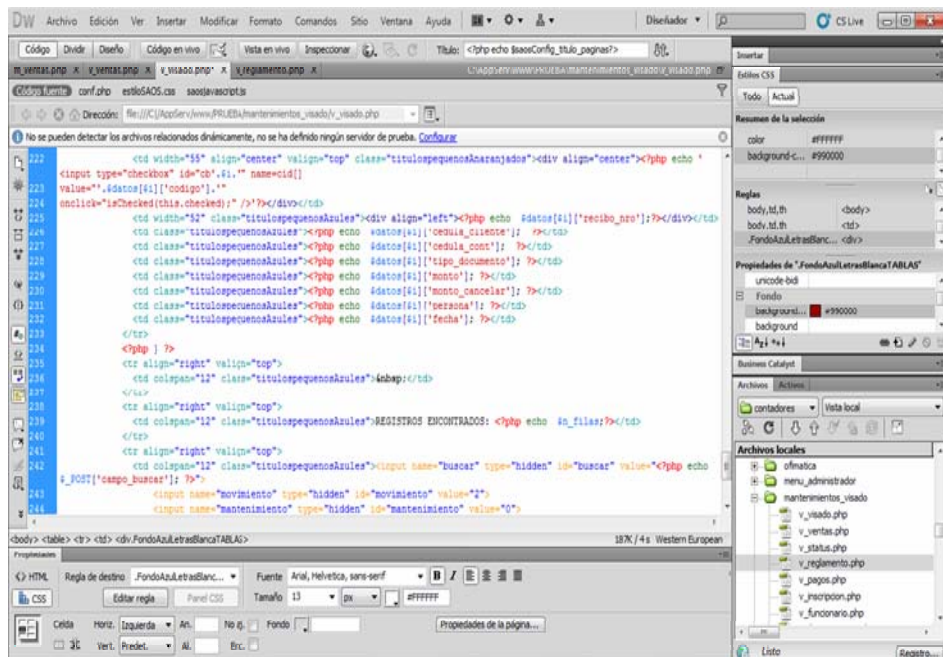 DW Archivo Edición Ver Insertar Modificar Formato Comandos Sitio Ventana Ayuda Diseñador CS Live
Código Dividir Diseño Código en vivo Vista en vivo Inspeccionar Título: <?php echo $saosConfig_titulo_paginas?>
m_ventas.php x v_ventas.php x v_visado.php* x v_reglamento.php x
Código fuente conf.php estiloSAOS.css saosjavascript.js
Dirección: file:///C|/AppServ/www/PRUEBA/mantenimientos_visado/v_visado.php
No se pueden detectar los archivos relacionados dinámicamente, no se ha definido ningún servidor de prueba. Configurar
222 <td width="55" align="center" valign="top" class="titulospequenosAnaranjados"><div align="center"><?php echo '
<input type="checkbox" id="cb'.$i.'" name=cid[]
223 value="'.$datos[$i]['codigo'].'"
224 onclick="isChecked(this.checked);" />'?></div></td>
225 <td width="52" class="titulospequenosAzules"><div align="left"><?php echo $datos[$i]['recibo_nro'];?></div></td>
226 <td class="titulospequenosAzules"><?php echo $datos[$i]['cedula_cliente']; ?></td>
227 <td class="titulospequenosAzules"><?php echo $datos[$i]['cedula_cont']; ?></td>
228 <td class="titulospequenosAzules"><?php echo $datos[$i]['tipo_documento']; ?></td>
229 <td class="titulospequenosAzules"><?php echo $datos[$i]['monto']; ?></td>
230 <td class="titulospequenosAzules"><?php echo $datos[$i]['monto_cancelar']; ?></td>
231 <td class="titulospequenosAzules"><?php echo $datos[$i]['persona']; ?></td>
232 <td class="titulospequenosAzules"><?php echo $datos[$i]['fecha']; ?></td>
233 </tr>
234 <?php } ?>
235 <tr align="right" valign="top">
236 <td colspan="12" class="titulospequenosAzules">&nbsp;</td>
237 </tr>
238 <tr align="right" valign="top">
239 <td colspan="12" class="titulospequenosAzules">REGISTROS ENCONTRADOS: <?php echo $n_filas;?></td>
240 </tr>
241 <tr align="right" valign="top">
242 <td colspan="12" class="titulospequenosAzules"><input name="buscar" type="hidden" id="buscar" value="<?php echo
$_POST['campo_buscar']; ?>">
243 <input name="movimiento" type="hidden" id="movimiento" value="2">
244 <input name="mantenimiento" type="hidden" id="mantenimiento" value="0">
<body> <table> <tr> <td> <div.FondoAzulLetrasBlancaTABLAS> 187K / 4 s Western European
Propiedades
<> HTML Regla de destino .FondoAzulLetrasBlanc... Fuente Arial, Helvetica, sans-serif B I
CSS Editar regla Panel CSS Tamaño 13 px #FFFFFF
Celda Horiz. Izquierda An. No aj. Fondo Propiedades de la página...
Vert. Predet. Al. Enc.
Insertar
Estilos CSS
Todo Actual
Resumen de la selección
color #FFFFFF
background-c... #990000
Reglas
body,td,th <body>
body,td,th <td>
.FondoAzulLetrasBlanc... <div>
Propiedades de ".FondoAzulLetrasBlancaTABLAS"
unicode-bidi
Fondo
background... #990000
background
Business Catalyst
Archivos Activos
contadores Vista local
Archivos locales
ofimatica
menu_administrador
mantenimientos_visado
v_visado.php
v_ventas.php
v_status.php
v_reglamento.php
v_pagos.php
v_inscripcion.php
v_funcionario.php
Listo Registro...